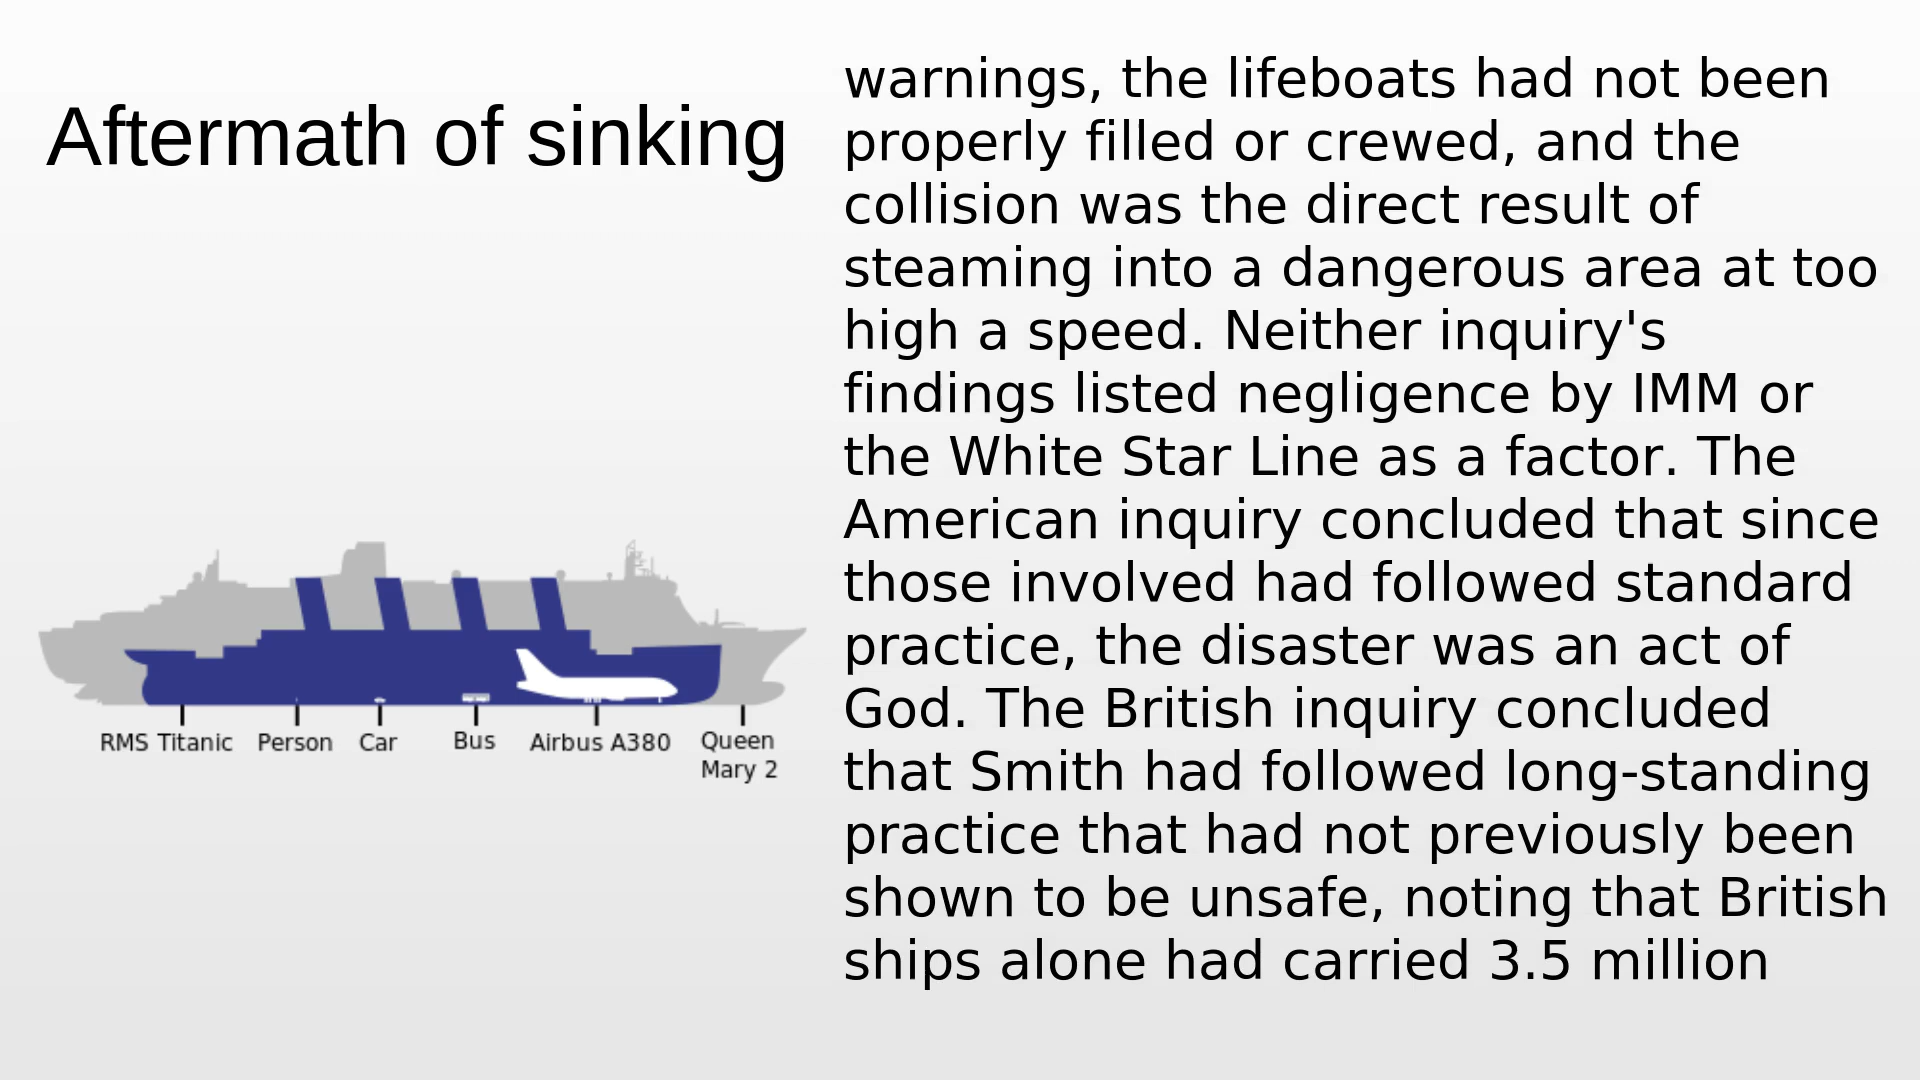 Aftermath of sinking
warnings, the lifeboats had not been
properly filled or crewed, and the
collision was the direct result of
steaming into a dangerous area at too
high a speed. Neither inquiry's
findings listed negligence by IMM or
the White Star Line as a factor. The
American inquiry concluded that since
those involved had followed standard
practice, the disaster was an act of
God. The British inquiry concluded
that Smith had followed long-standing
practice that had not previously been
shown to be unsafe, noting that British
ships alone had carried 3.5 million
RMS Titanic Person Car Bus Airbus A380 Queen
Mary 2